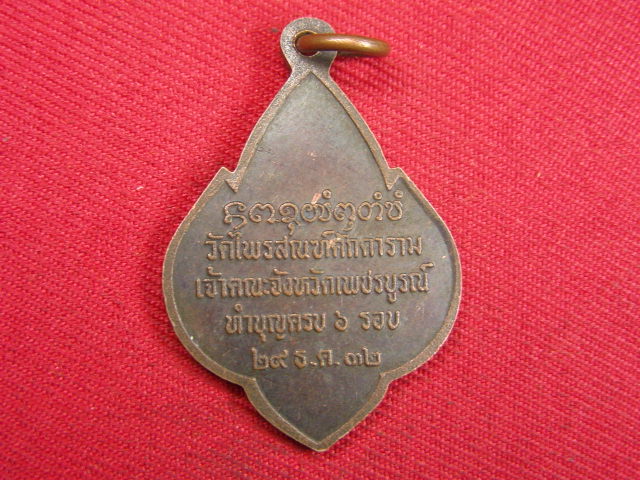 วัดไพรสณฑ์ศักดาราม
เจ้าคณะจังหวัดเพชรบูรณ์
ทำบุญครบ ๖ รอบ
๒๙ ธ.ค. ๓๒